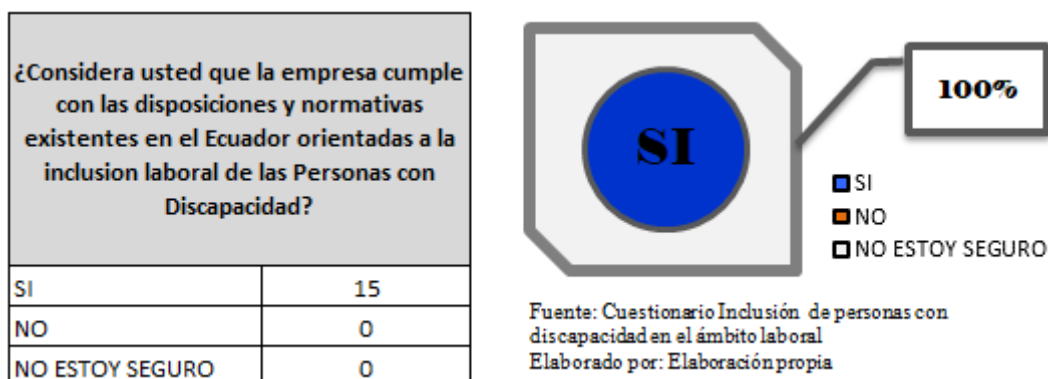 ¿Considera usted que la empresa cumple
con las disposiciones y normativas
existentes en el Ecuador orientadas a la
inclusion laboral de las Personas con
Discapacidad?
SI 15
NO 0
NO ESTOY SEGURO 0
SI
100%
SI
NO
NO ESTOY SEGURO
Fuente: Cuestionario Inclusión de personas con
discapacidad en el ámbito laboral
Elaborado por: Elaboración propia